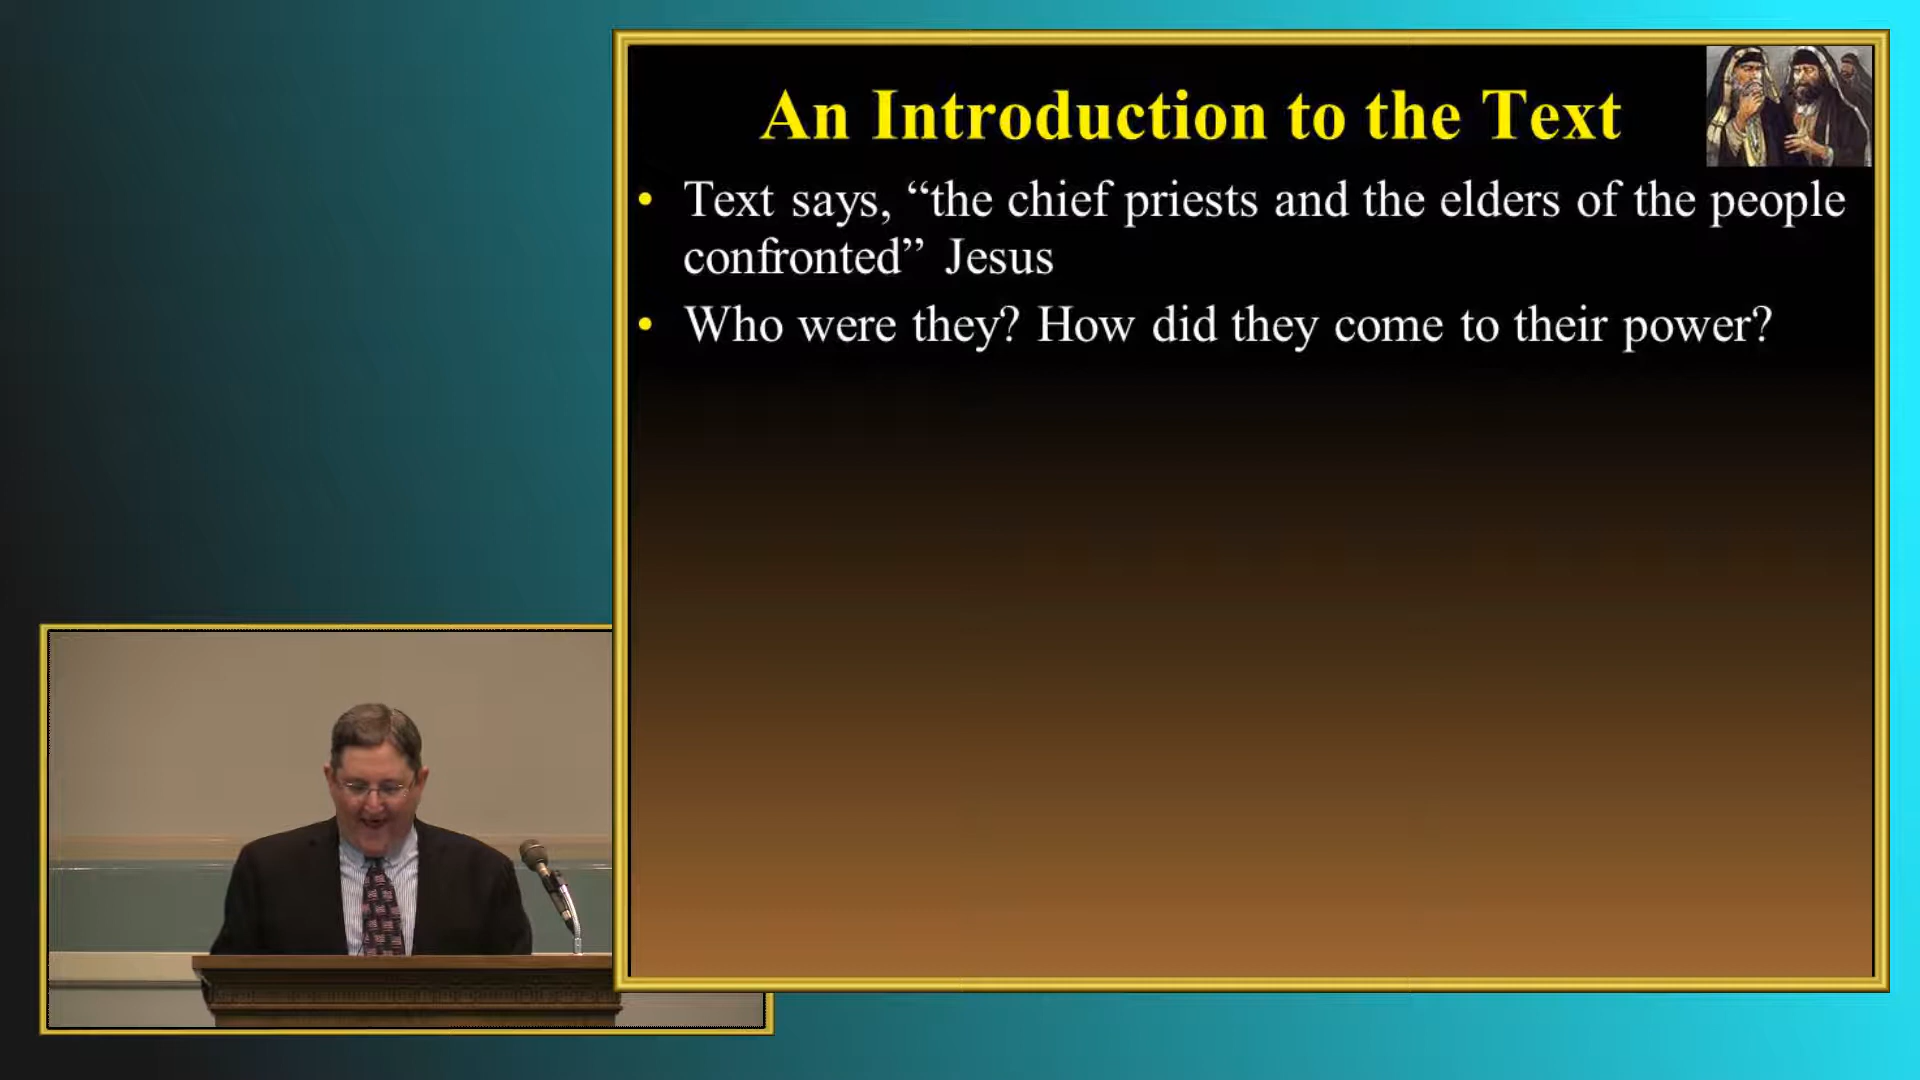 An Introduction to the Text
• Text says, “the chief priests and the elders of the people
confronted” Jesus
• Who were they? How did they come to their power?